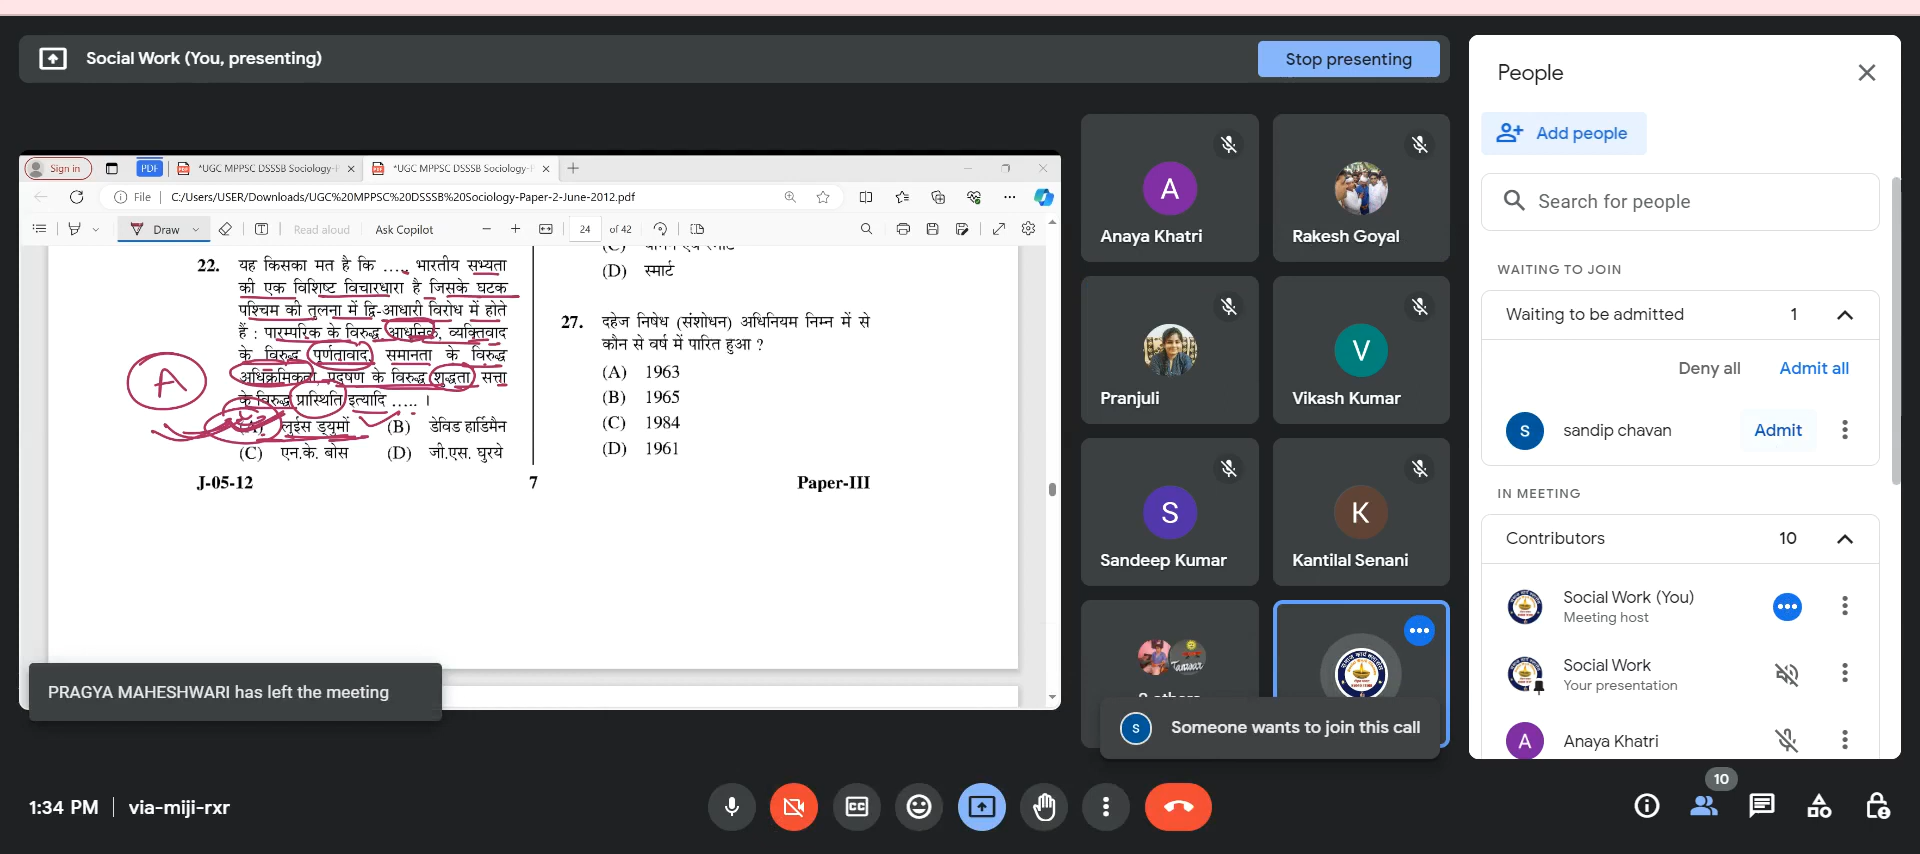 Social Work (You, presenting)
Stop presenting
Sign in
PDF
*UGC MPPSC DSSSB Sociology-
*UGC MPPSC DSSSB Sociology-
File
C:/Users/USER/Downloads/UGC%20MPPSC%20DSSSB%20Sociology-Paper-2-June-2012.pdf
Draw
Read aloud
Ask Copilot
24
of 42
22. यह किसका मत है कि .... भारतीय सभ्यता
की एक विशिष्ट विचारधारा है जिसके घटक
पश्चिम की तुलना में द्वि-आधारी विरोध में होते
हैं : पारम्परिक के विरुद्ध आधुनिक, व्यक्तिवाद
के विरुद्ध पूर्णतावाद, समानता के विरुद्ध
अधिक्रमिकता, प्रदूषण के विरुद्ध शुद्धता सत्ता
के विरुद्ध प्रास्थिति इत्यादि ..... ।
A
(A) लुईस ड्युमों (B) डेविड हार्डिमैन
(C) एन.के. बोस (D) जी.एस. घुरये
(D) स्मार्ट
27. दहेज निषेध (संशोधन) अधिनियम निम्न में से
कौन से वर्ष में पारित हुआ ?
(A) 1963
(B) 1965
(C) 1984
(D) 1961
J-05-12 7 Paper-III
PRAGYA MAHESHWARI has left the meeting
A
Anaya Khatri
Rakesh Goyal
Pranjuli
V
Vikash Kumar
S
Sandeep Kumar
K
Kantilal Senani
S
Someone wants to join this call
People
Add people
Search for people
WAITING TO JOIN
Waiting to be admitted 1
Deny all Admit all
S sandip chavan Admit
IN MEETING
Contributors 10
Social Work (You)
Meeting host
Social Work
Your presentation
A Anaya Khatri
1:34 PM | via-miji-rxr
CC
10